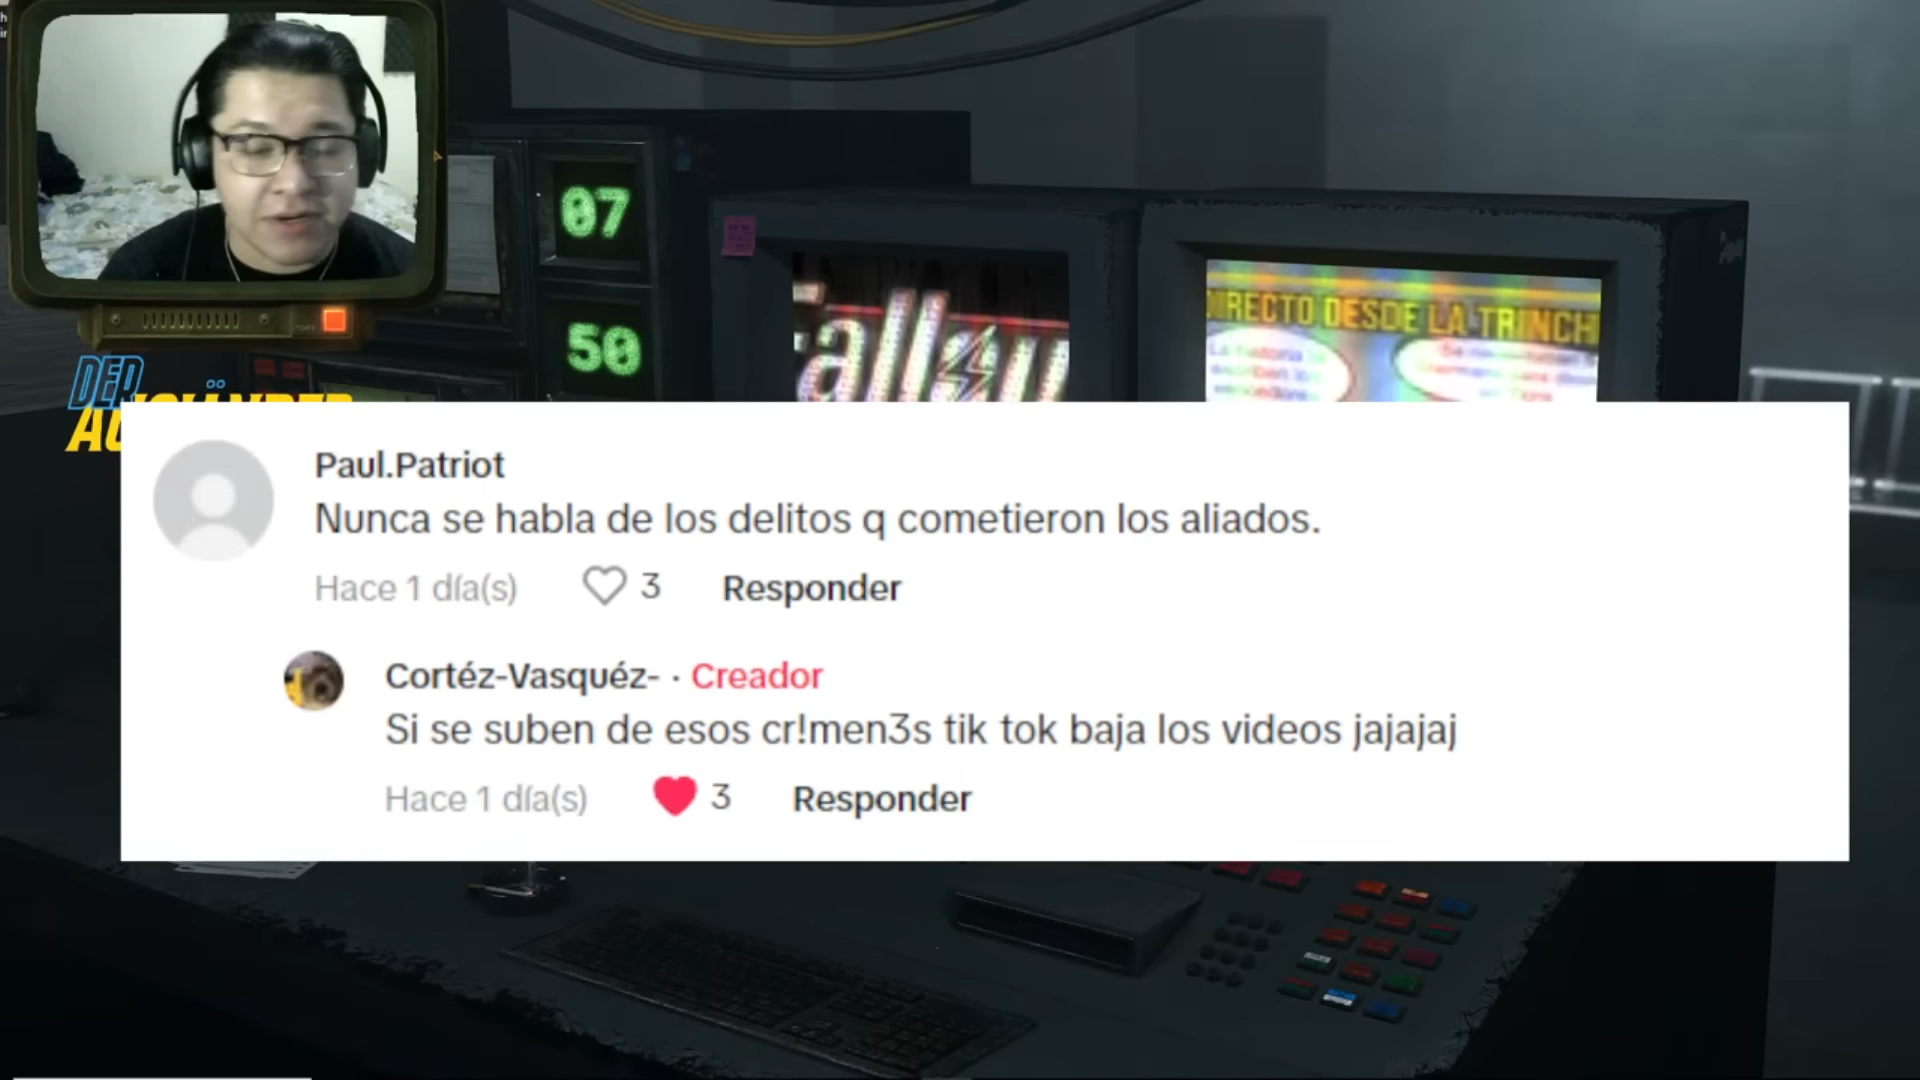 07
50
Fallou
DIRECTO DESDE LA TRINCH
DER
Paul.Patriot
Nunca se habla de los delitos q cometieron los aliados.
Hace 1 día(s) 3 Responder
Cortéz-Vasquéz- · Creador
Si se suben de esos cr!men3s tik tok baja los videos jajajaj
Hace 1 día(s) 3 Responder